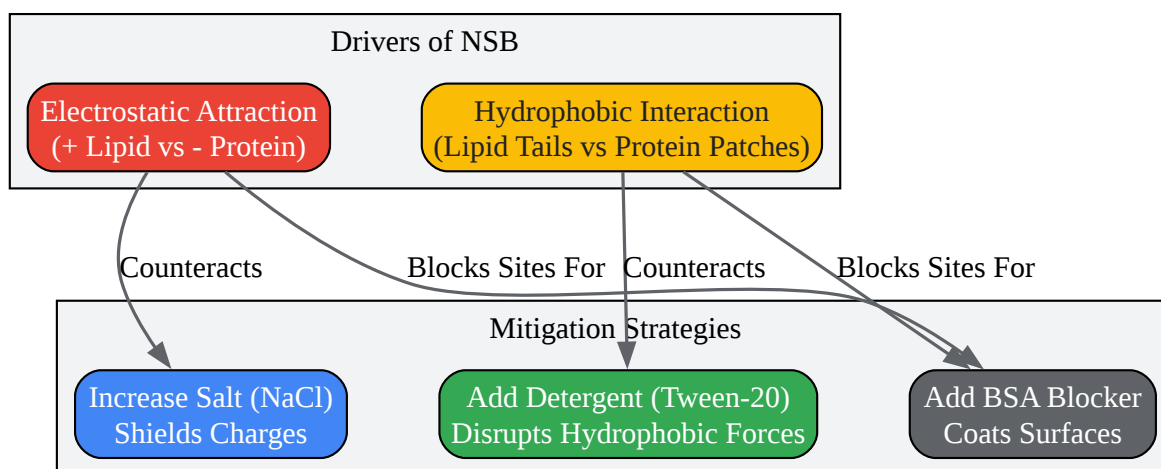 Drivers of NSB
Electrostatic Attraction
(+ Lipid vs - Protein)
Hydrophobic Interaction
(Lipid Tails vs Protein Patches)
Counteracts
Blocks Sites For
Counteracts
Blocks Sites For
Mitigation Strategies
Increase Salt (NaCl)
Shields Charges
Add Detergent (Tween-20)
Disrupts Hydrophobic Forces
Add BSA Blocker
Coats Surfaces